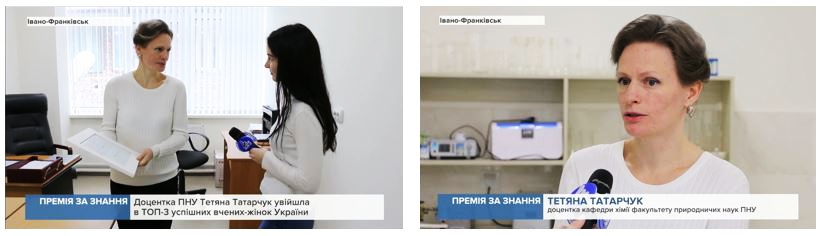 Івано-Франківськ
ПРЕМІЯ ЗА ЗНАННЯ
Доцентка ПНУ Тетяна Татарчук увійшла
в ТОП-3 успішних вчених-жінок України
Івано-Франківськ
ПРЕМІЯ ЗА ЗНАННЯ
ТЕТЯНА ТАТАРЧУК
доцентка кафедри хімії факультету природничих наук ПНУ